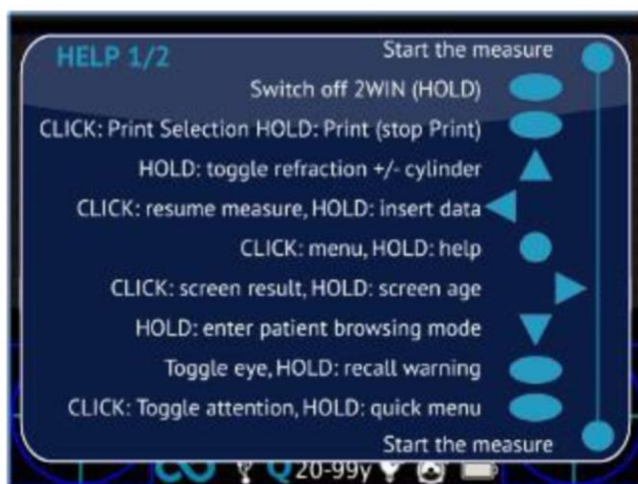 HELP 1/2
Start the measure
Switch off 2WIN (HOLD)
CLICK: Print Selection HOLD: Print (stop Print)
HOLD: toggle refraction +/- cylinder
CLICK: resume measure, HOLD: insert data
CLICK: menu, HOLD: help
CLICK: screen result, HOLD: screen age
HOLD: enter patient browsing mode
Toggle eye, HOLD: recall warning
CLICK: Toggle attention, HOLD: quick menu
Start the measure
Q 20-99y